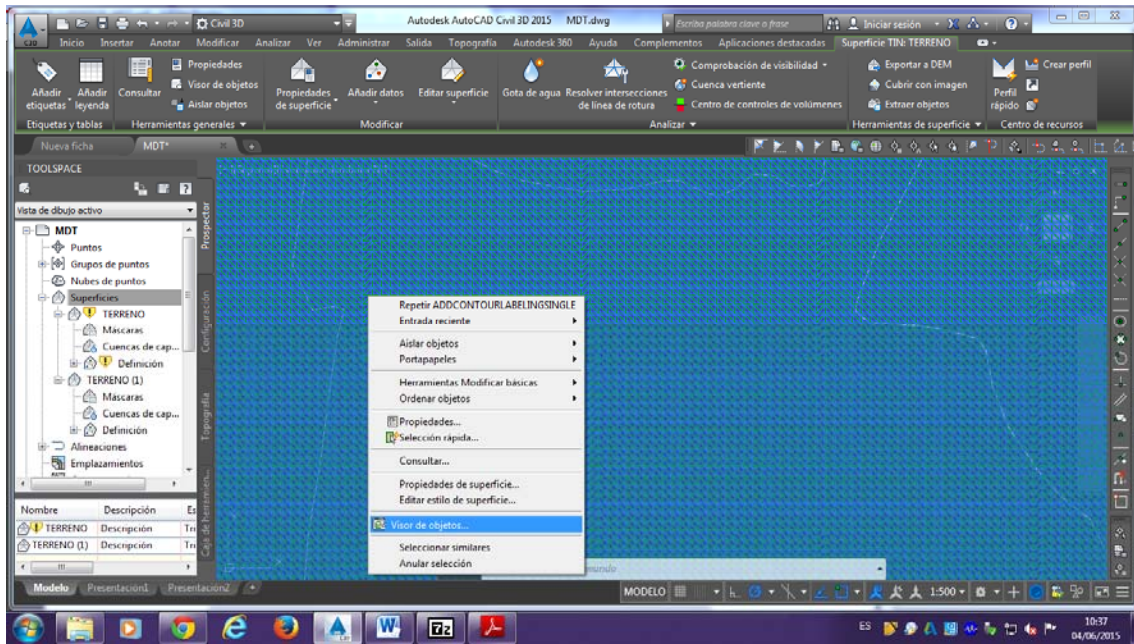 Civil 3D
Autodesk AutoCAD Civil 3D 2015 MDT.dwg
Escriba palabra clave o frase
Iniciar sesión
Inicio Insertar Anotar Modificar Analizar Ver Administrar Salida Topografía Autodesk 360 Ayuda Complementos Aplicaciones destacadas Superficie TIN: TERRENO
Añadir etiquetas
Añadir leyenda
Consultar
Propiedades
Visor de objetos
Aislar objetos
Propiedades de superficie
Añadir datos
Editar superficie
Gota de agua
Resolver intersecciones de línea de rotura
Comprobación de visibilidad
Cuenca vertiente
Centro de controles de volúmenes
Exportar a DEM
Cubrir con imagen
Extraer objetos
Perfil rápido
Crear perfil
Etiquetas y tablas Herramientas generales Modificar Analizar Herramientas de superficie Centro de recursos
Nueva ficha MDT*
TOOLSPACE
Vista de dibujo activo
MDT
Puntos
Grupos de puntos
Nubes de puntos
Superficies
TERRENO
Máscaras
Cuencas de cap...
Definición
TERRENO (1)
Máscaras
Cuencas de cap...
Definición
Alineaciones
Emplazamientos
Prospector
Configuración
Topografía
Caja de herramien...
Nombre Descripción Es
TERRENO Descripción Tri
TERRENO (1) Descripción Tri
Repetir ADDCONTOURLABELINGSINGLE
Entrada reciente
Aislar objetos
Portapapeles
Herramientas Modificar básicas
Ordenar objetos
Propiedades...
Selección rápida...
Consultar...
Propiedades de superficie...
Editar estilo de superficie...
Visor de objetos...
Seleccionar similares
Anular selección
Modelo Presentación1 Presentación2
MODELO 1:500
ES 10:37
04/06/2015